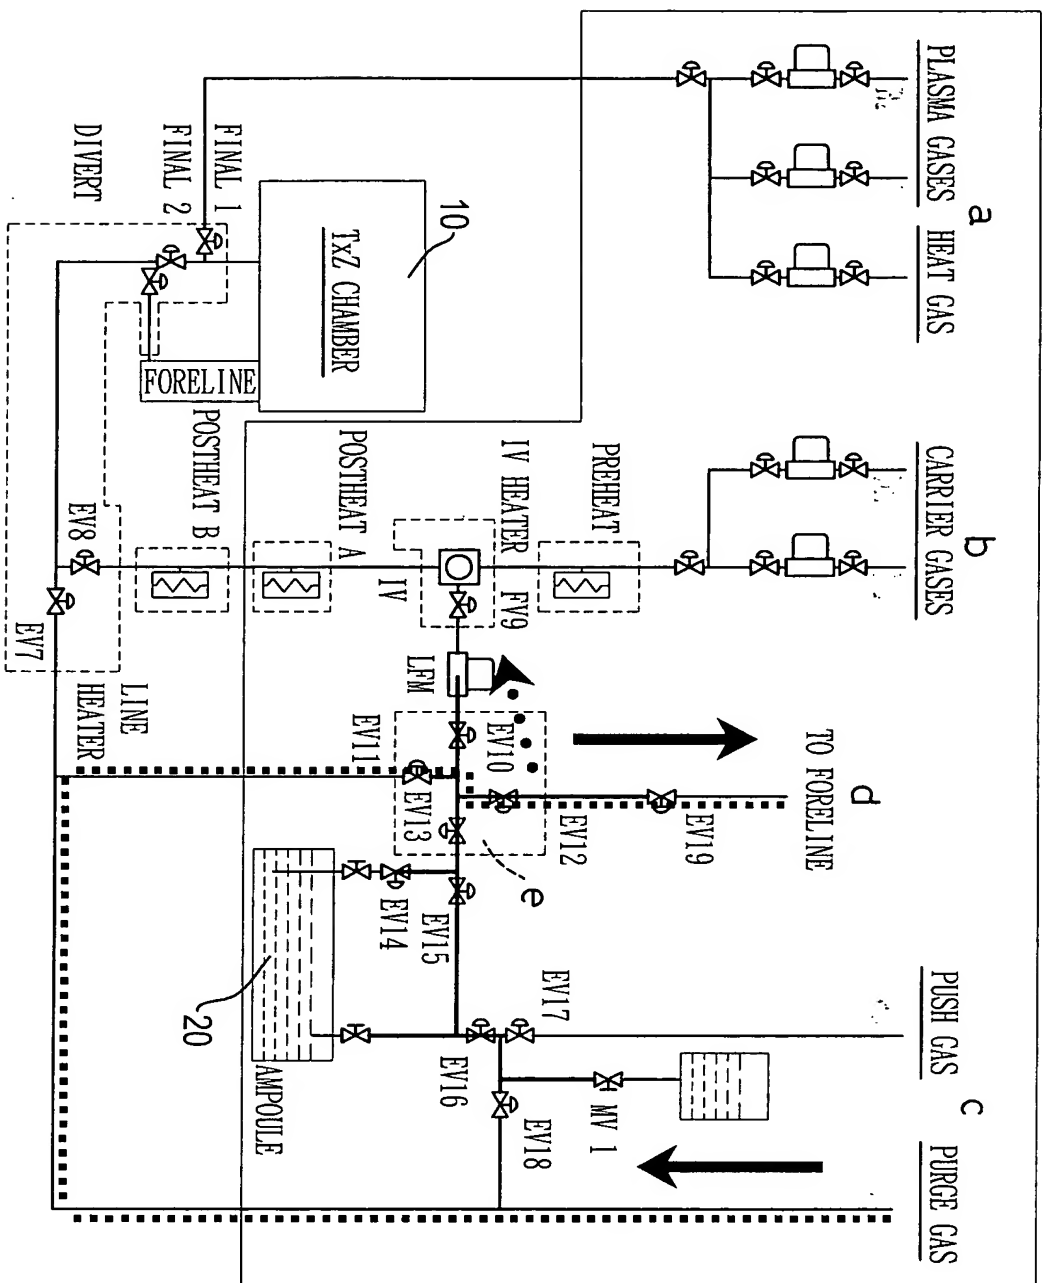 PLASMA GASES
a
HEAT GAS
CARRIER GASES
b
TO FORELINE
d
PUSH GAS
c
PURGE GAS
FINAL 1
FINAL 2
DIVERT
10
TxZ CHAMBER
FORELINE
PREHEAT
IV HEATER
FV9
IV
POSTHEAT A
POSTHEAT B
EV8
EV7
LINE
HEATER
LFM
EV10
EV11
EV13
EV12
EV19
e
EV14
EV15
20
AMPOULE
EV17
EV16
EV18
MV 1